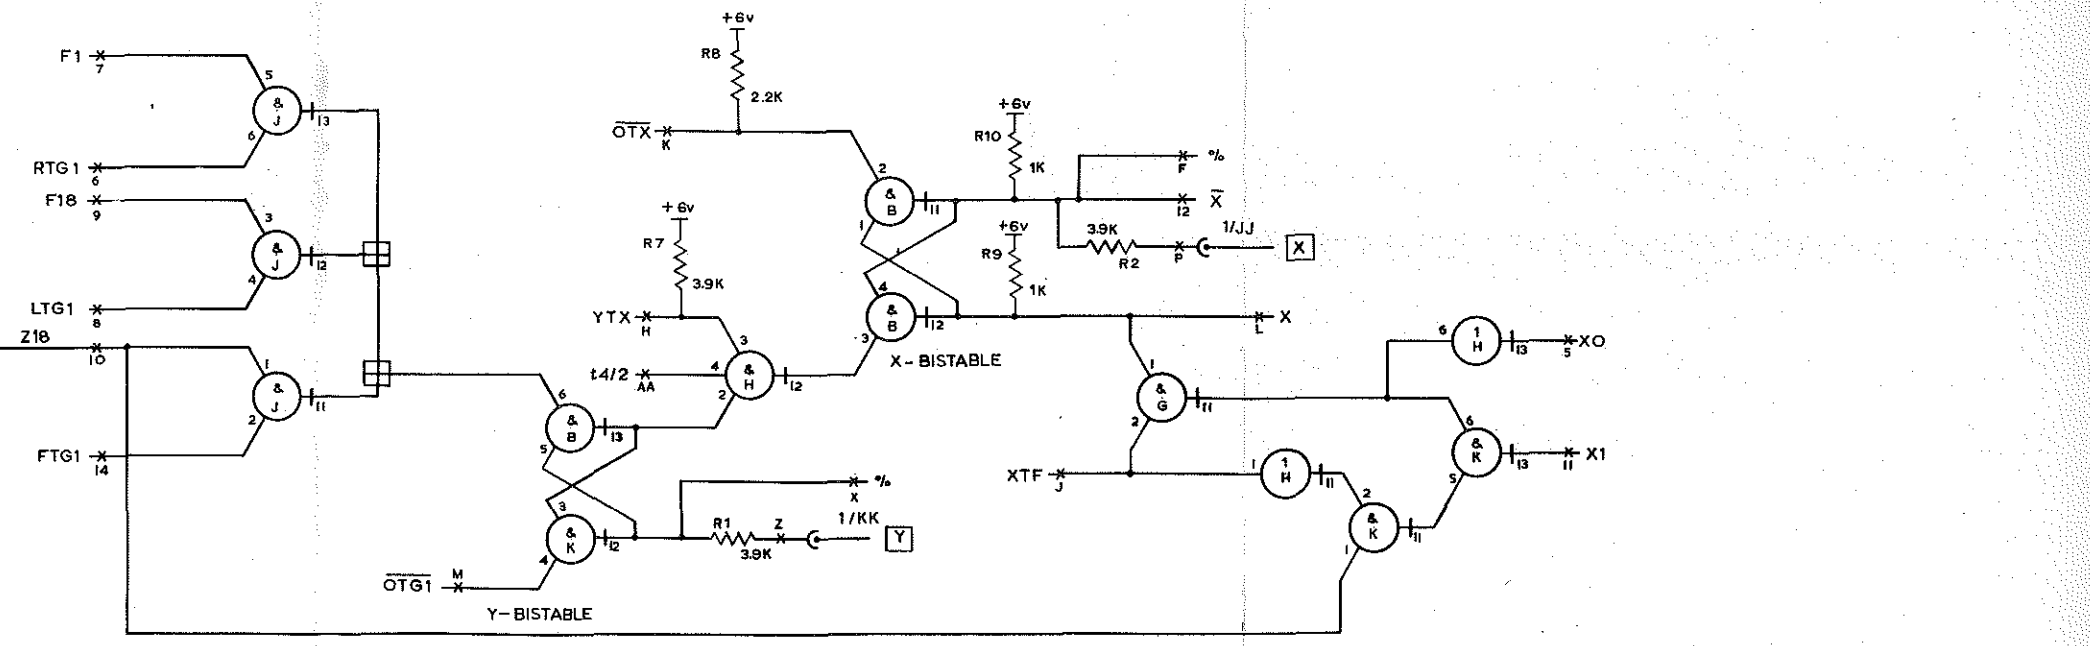 F1
7
5
&
J
13
6
RTG1
6
F18
9
3
&
J
12
4
LTG1
8
Z18
10
1
&
J
11
2
FTG1
14
+6v
R8
2.2K
O̅T̅X̅
K
2
&
B
11
1
+6v
R10
1K
F
%
12
X̅
3.9K
R2
P
1/JJ
X
+6v
R9
1K
+6v
R7
3.9K
YTX
H
3
t4/2
AA
4
&
H
12
2
4
&
B
12
3
X-BISTABLE
L
X
6
&
B
13
5
3
&
K
12
4
X
%
R1
3.9K
Z
1/KK
Y
O̅T̅G̅1̅
M
Y-BISTABLE
1
&
G
11
2
XTF
J
1
1
H
11
2
&
K
11
1
6
1
H
13
5
XO
6
&
K
13
5
11
X1